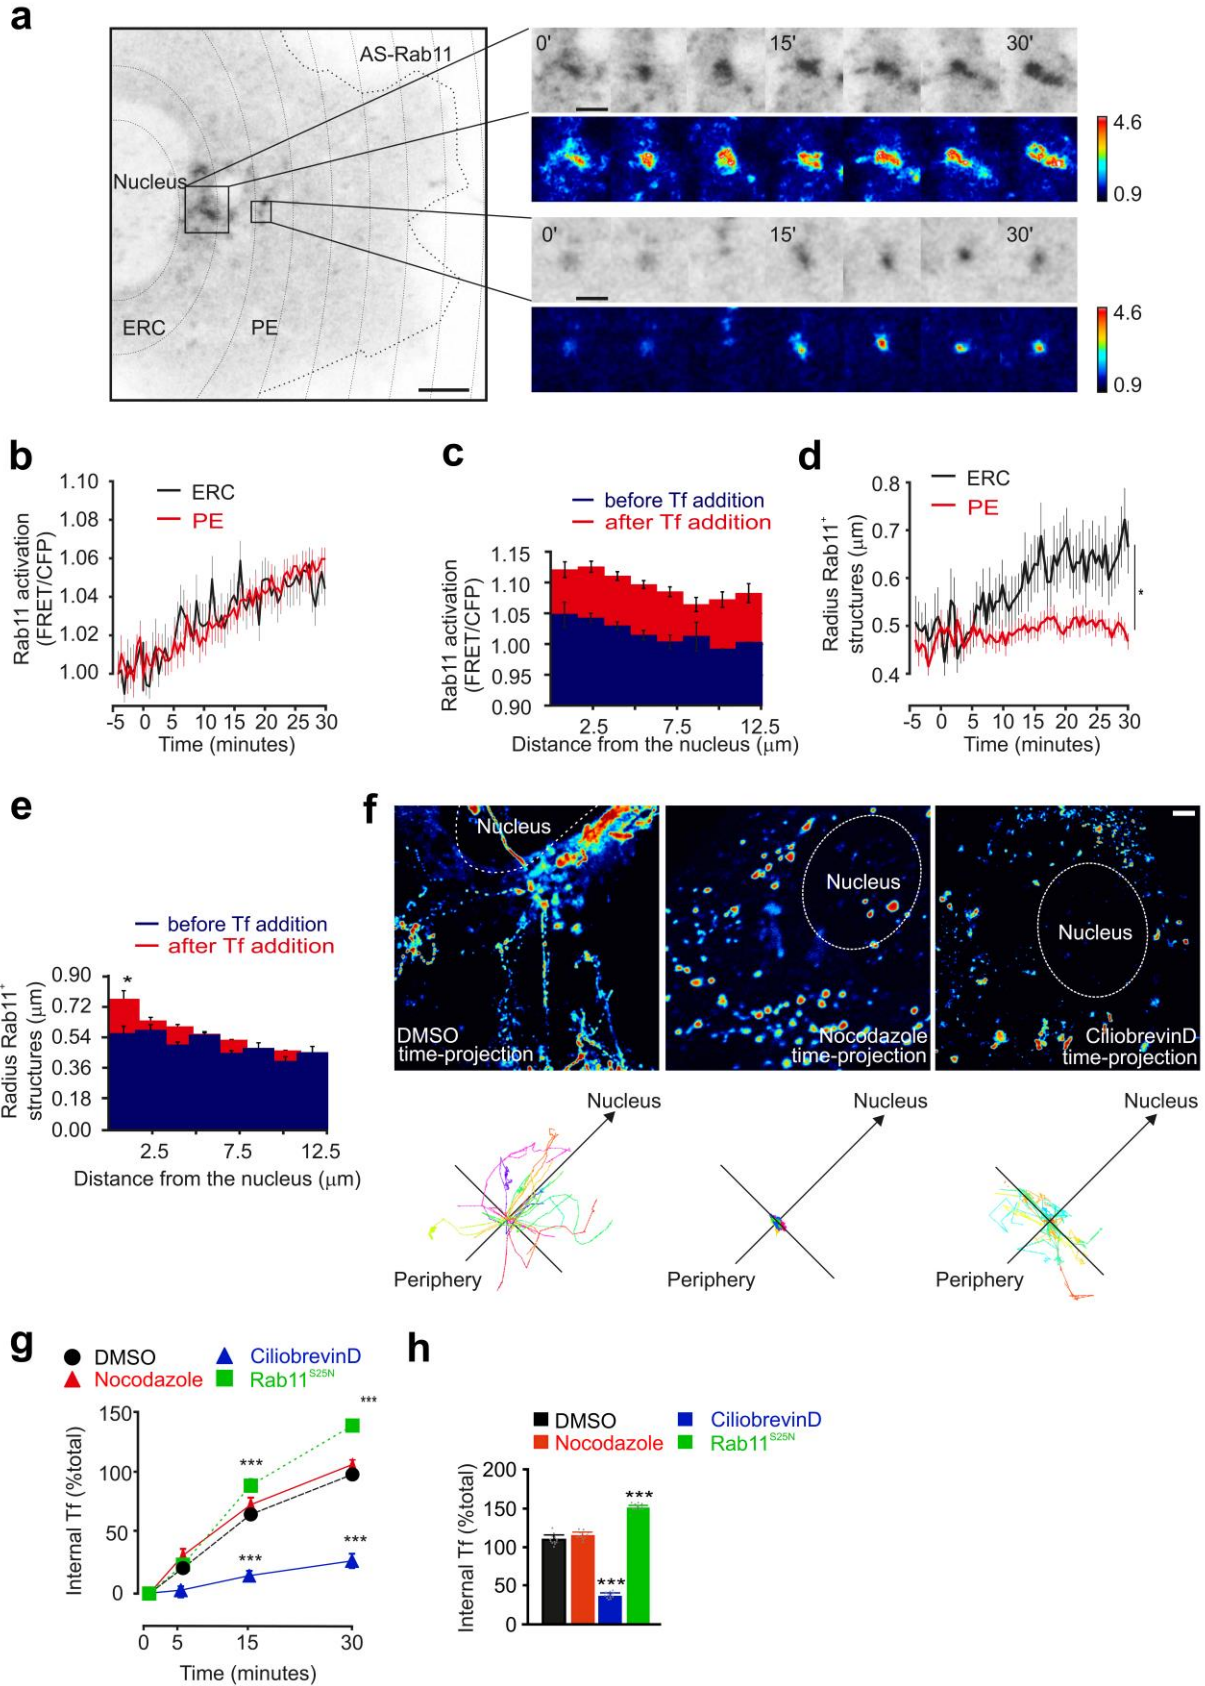 a
AS-Rab11
Nucleus
ERC
PE
0' 15' 30'
4.6
0.9
0' 15' 30'
4.6
0.9
b
ERC
PE
Rab11 activation
(FRET/CFP)
1.10
1.08
1.06
1.04
1.02
1.00
-5 0 5 10 15 20 25 30
Time (minutes)
c
before Tf addition
after Tf addition
Rab11 activation
(FRET/CFP)
1.15
1.10
1.05
1.00
0.95
0.90
2.5 7.5 12.5
Distance from the nucleus (μm)
d
ERC
PE
Radius Rab11+
structures (μm)
0.8
0.7
0.6
0.5
0.4
*
-5 0 5 10 15 20 25 30
Time (minutes)
e
before Tf addition
after Tf addition
Radius Rab11+
structures (μm)
0.90
0.72
0.54
0.36
0.18
0.00
*
2.5 7.5 12.5
Distance from the nucleus (μm)
f
Nucleus
DMSO
time-projection
Nucleus
Nocodazole
time-projection
Nucleus
CiliobrevinD
time-projection
Nucleus
Periphery
Nucleus
Periphery
Nucleus
Periphery
g
DMSO CiliobrevinD
Nocodazole Rab11S25N
Internal Tf (%total)
150
100
50
0
***
***
***
***
0 5 15 30
Time (minutes)
h
DMSO CiliobrevinD
Nocodazole Rab11S25N
Internal Tf (%total)
200
150
100
50
0
***
***